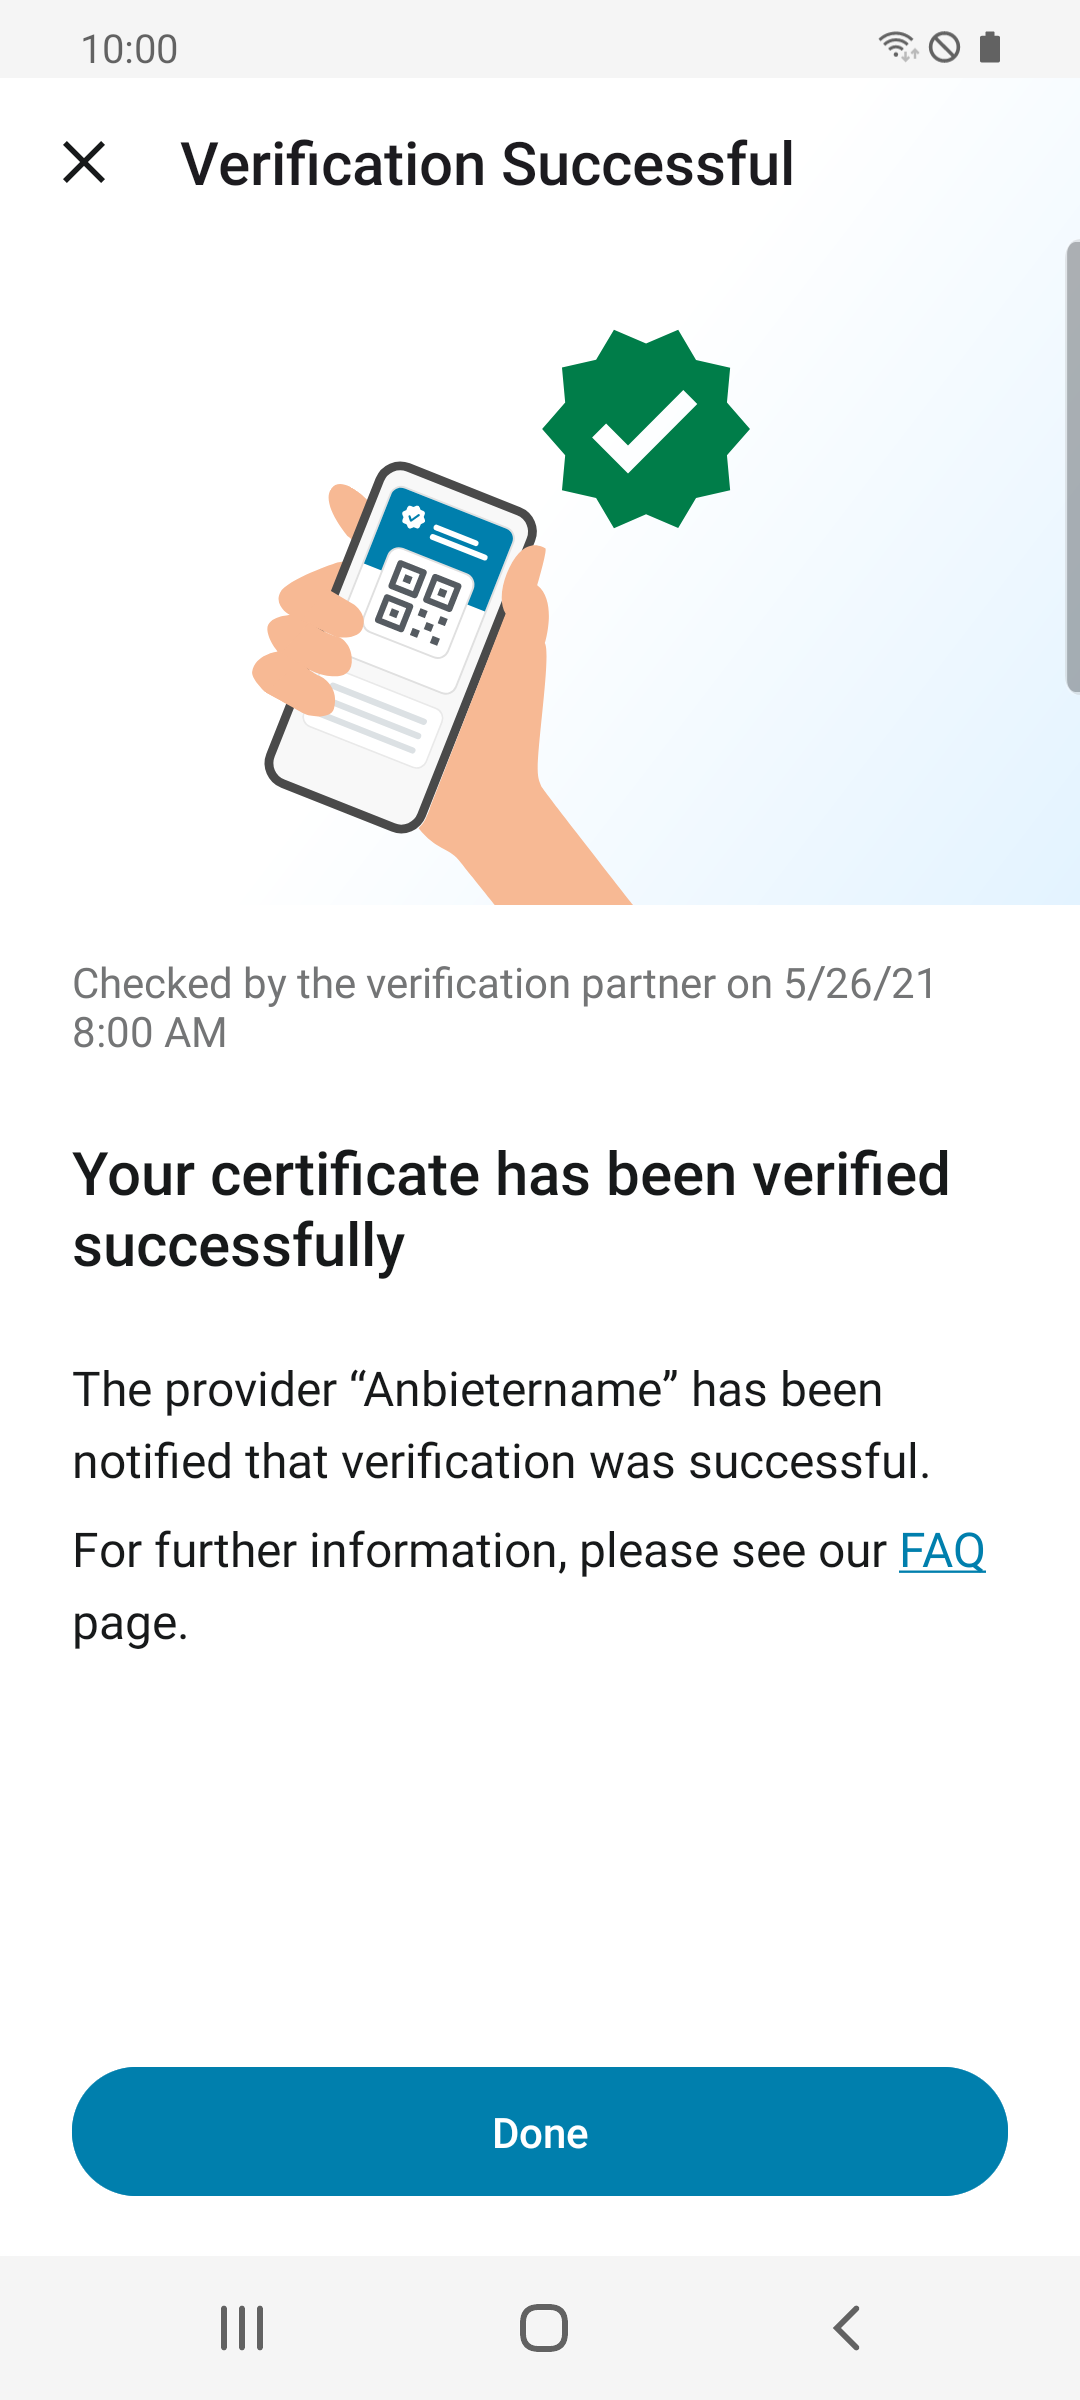 10:00
Verification Successful
Checked by the verification partner on 5/26/21
8:00 AM
Your certificate has been verified
successfully
The provider “Anbietername” has been
notified that verification was successful.
For further information, please see our FAQ
page.
Done